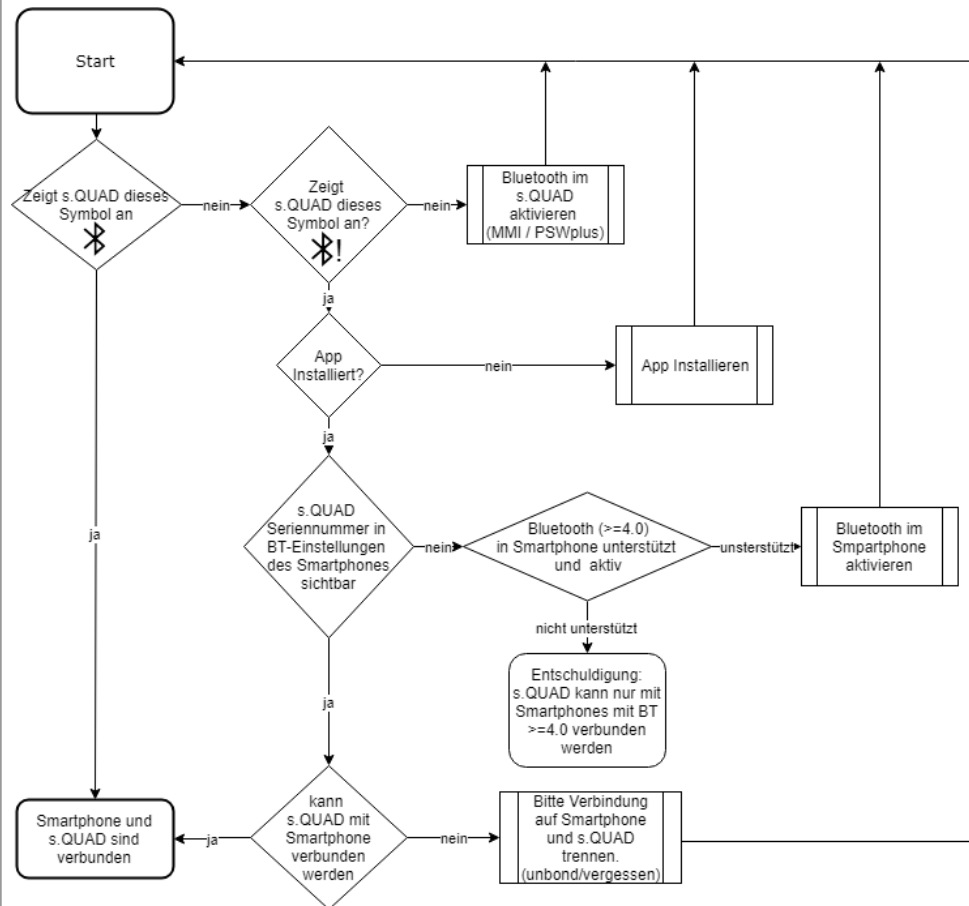 Start
Zeigt s.QUAD dieses
Symbol an
nein
Zeigt
s.QUAD dieses
Symbol an?
!
nein
Bluetooth im
s.QUAD
aktivieren
(MMI / PSWplus)
ja
App
Installiert?
nein
App Installieren
ja
ja
s.QUAD
Seriennummer in
BT-Einstellungen
des Smartphones
sichtbar
nein
Bluetooth (>=4.0)
in Smartphone unterstützt
und aktiv
unsterstützt
Bluetooth im
Smpartphone
aktivieren
nicht unterstützt
Entschuldigung:
s.QUAD kann nur mit
Smartphones mit BT
>=4.0 verbunden
werden
ja
Smartphone und
s.QUAD sind
verbunden
ja
kann
s.QUAD mit
Smartphone
verbunden
werden
nein
Bitte Verbindung
auf Smartphone
und s.QUAD
trennen.
(unbond/vergessen)